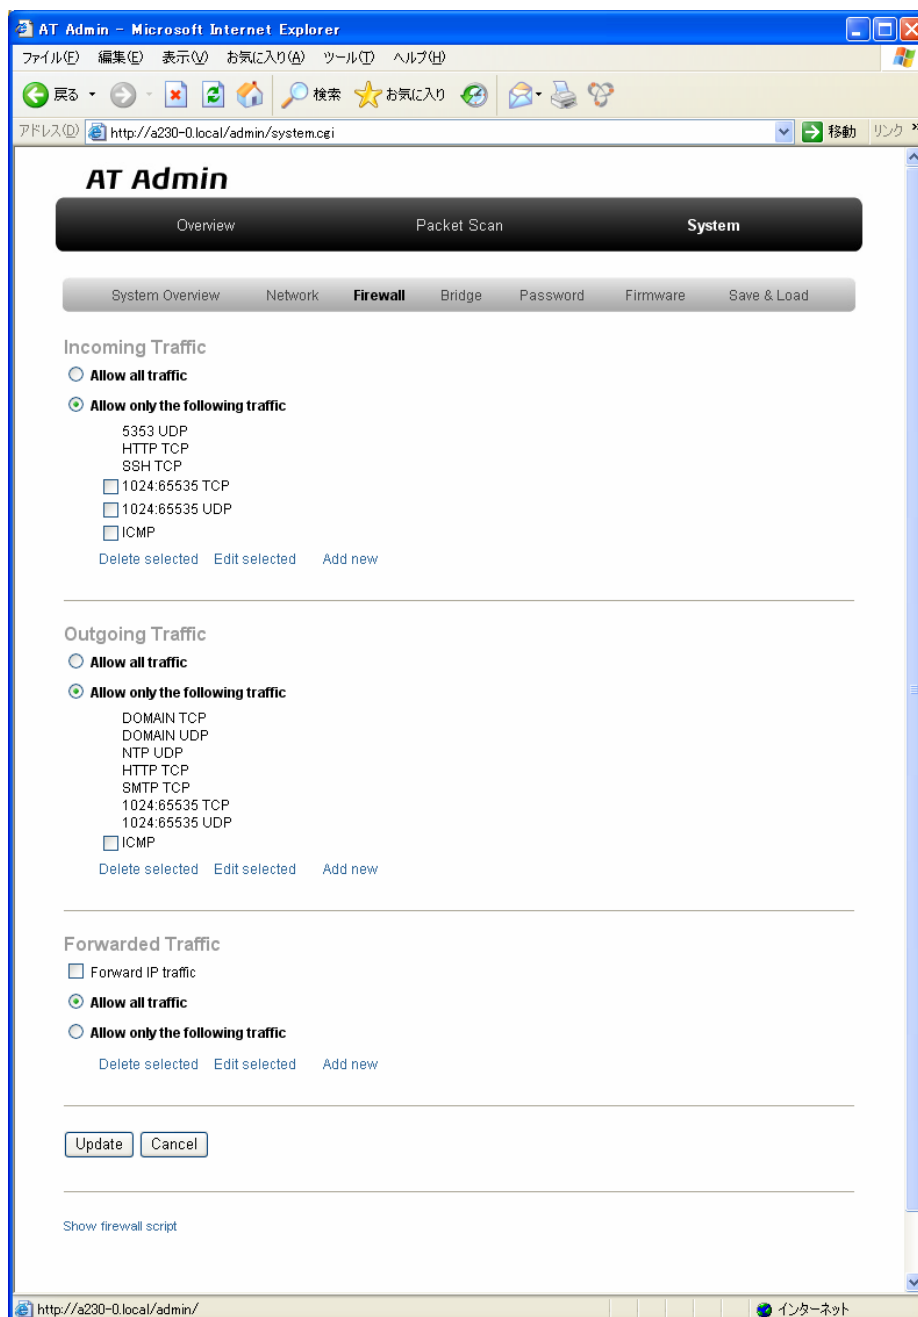 AT Admin - Microsoft Internet Explorer
ファイル(F) 編集(E) 表示(V) お気に入り(A) ツール(T) ヘルプ(H)
戻る 検索 お気に入り
アドレス(D) http://a230-0.local/admin/system.cgi 移動 リンク »
AT Admin
Overview Packet Scan System
System Overview Network Firewall Bridge Password Firmware Save & Load
Incoming Traffic
Allow all traffic
Allow only the following traffic
5353 UDP
HTTP TCP
SSH TCP
1024:65535 TCP
1024:65535 UDP
ICMP
Delete selected Edit selected Add new
Outgoing Traffic
Allow all traffic
Allow only the following traffic
DOMAIN TCP
DOMAIN UDP
NTP UDP
HTTP TCP
SMTP TCP
1024:65535 TCP
1024:65535 UDP
ICMP
Delete selected Edit selected Add new
Forwarded Traffic
Forward IP traffic
Allow all traffic
Allow only the following traffic
Delete selected Edit selected Add new
Update Cancel
Show firewall script
http://a230-0.local/admin/ インターネット